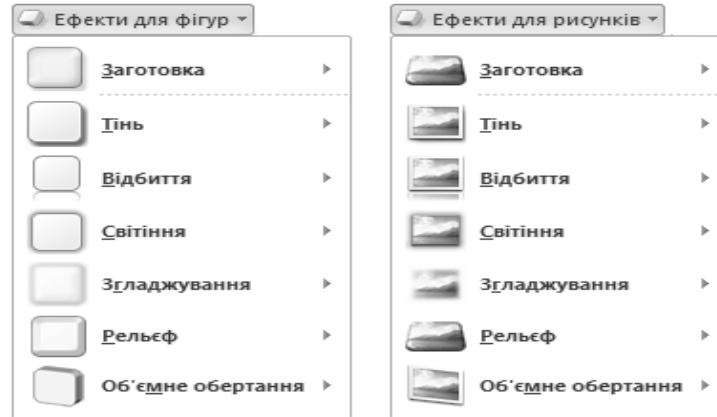 Ефекти для фігур
Заготовка
Тінь
Відбиття
Світіння
Згладжування
Рельєф
Об'ємне обертання
Ефекти для рисунків
Заготовка
Тінь
Відбиття
Світіння
Згладжування
Рельєф
Об'ємне обертання